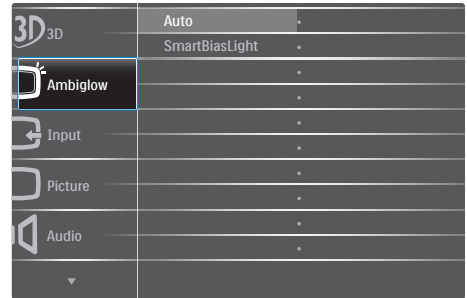 3D 3D
Ambiglow
Input
Picture
Audio
Auto
SmartBiasLight